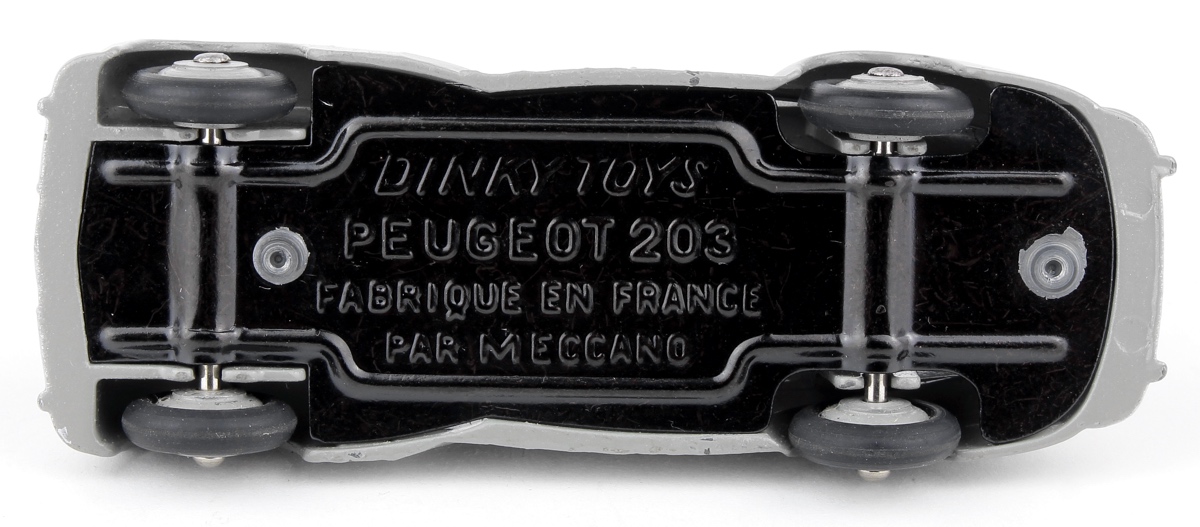 DINKY TOYS
PEUGEOT 203
FABRIQUE EN FRANCE
PAR MECCANO